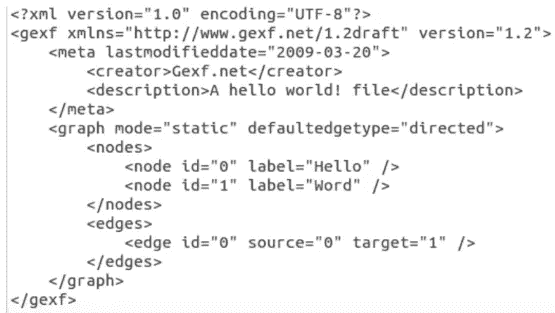 <?xml version="1.0" encoding="UTF-8"?>
<gexf xmlns="http://www.gexf.net/1.2draft" version="1.2">
    <meta lastmodifieddate="2009-03-20">
        <creator>Gexf.net</creator>
        <description>A hello world! file</description>
    </meta>
    <graph mode="static" defaultedgetype="directed">
        <nodes>
            <node id="0" label="Hello" />
            <node id="1" label="Word" />
        </nodes>
        <edges>
            <edge id="0" source="0" target="1" />
        </edges>
    </graph>
</gexf>